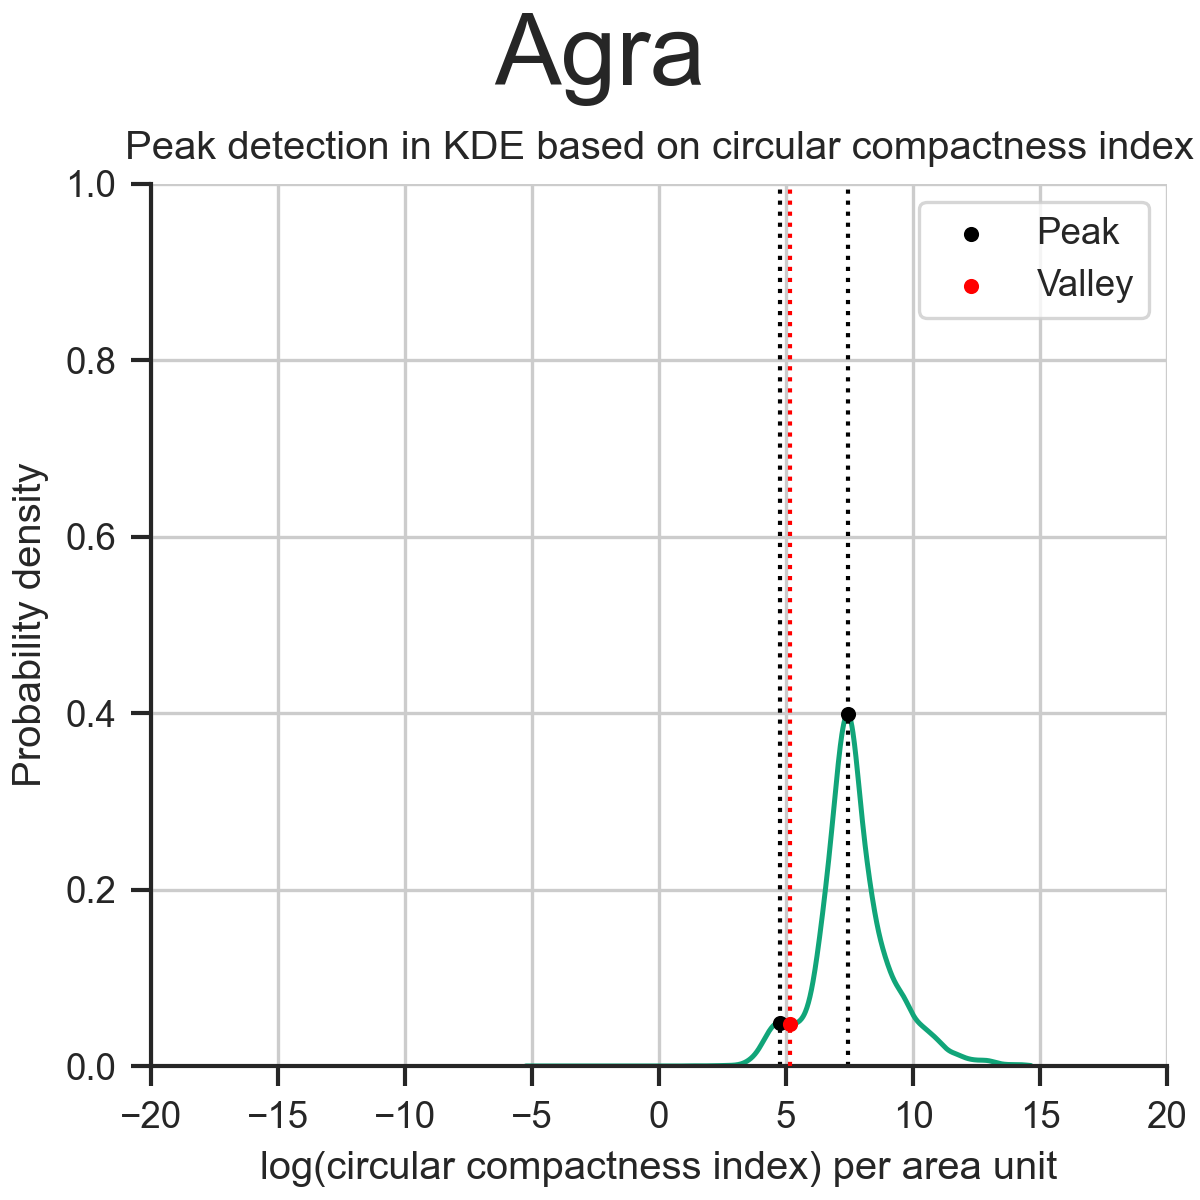 Agra
Peak detection in KDE based on circular compactness index
1.0
0.8
0.6
0.4
0.2
0.0
Probability density
Peak
Valley
−20 −15 −10 −5 0 5 10 15 20
log(circular compactness index) per area unit